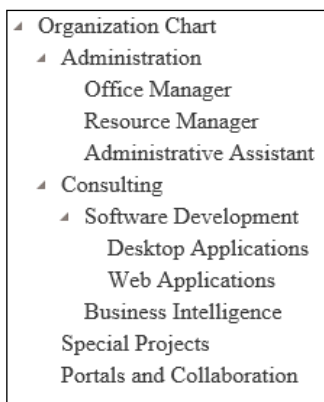 Organization Chart
Administration
Office Manager
Resource Manager
Administrative Assistant
Consulting
Software Development
Desktop Applications
Web Applications
Business Intelligence
Special Projects
Portals and Collaboration